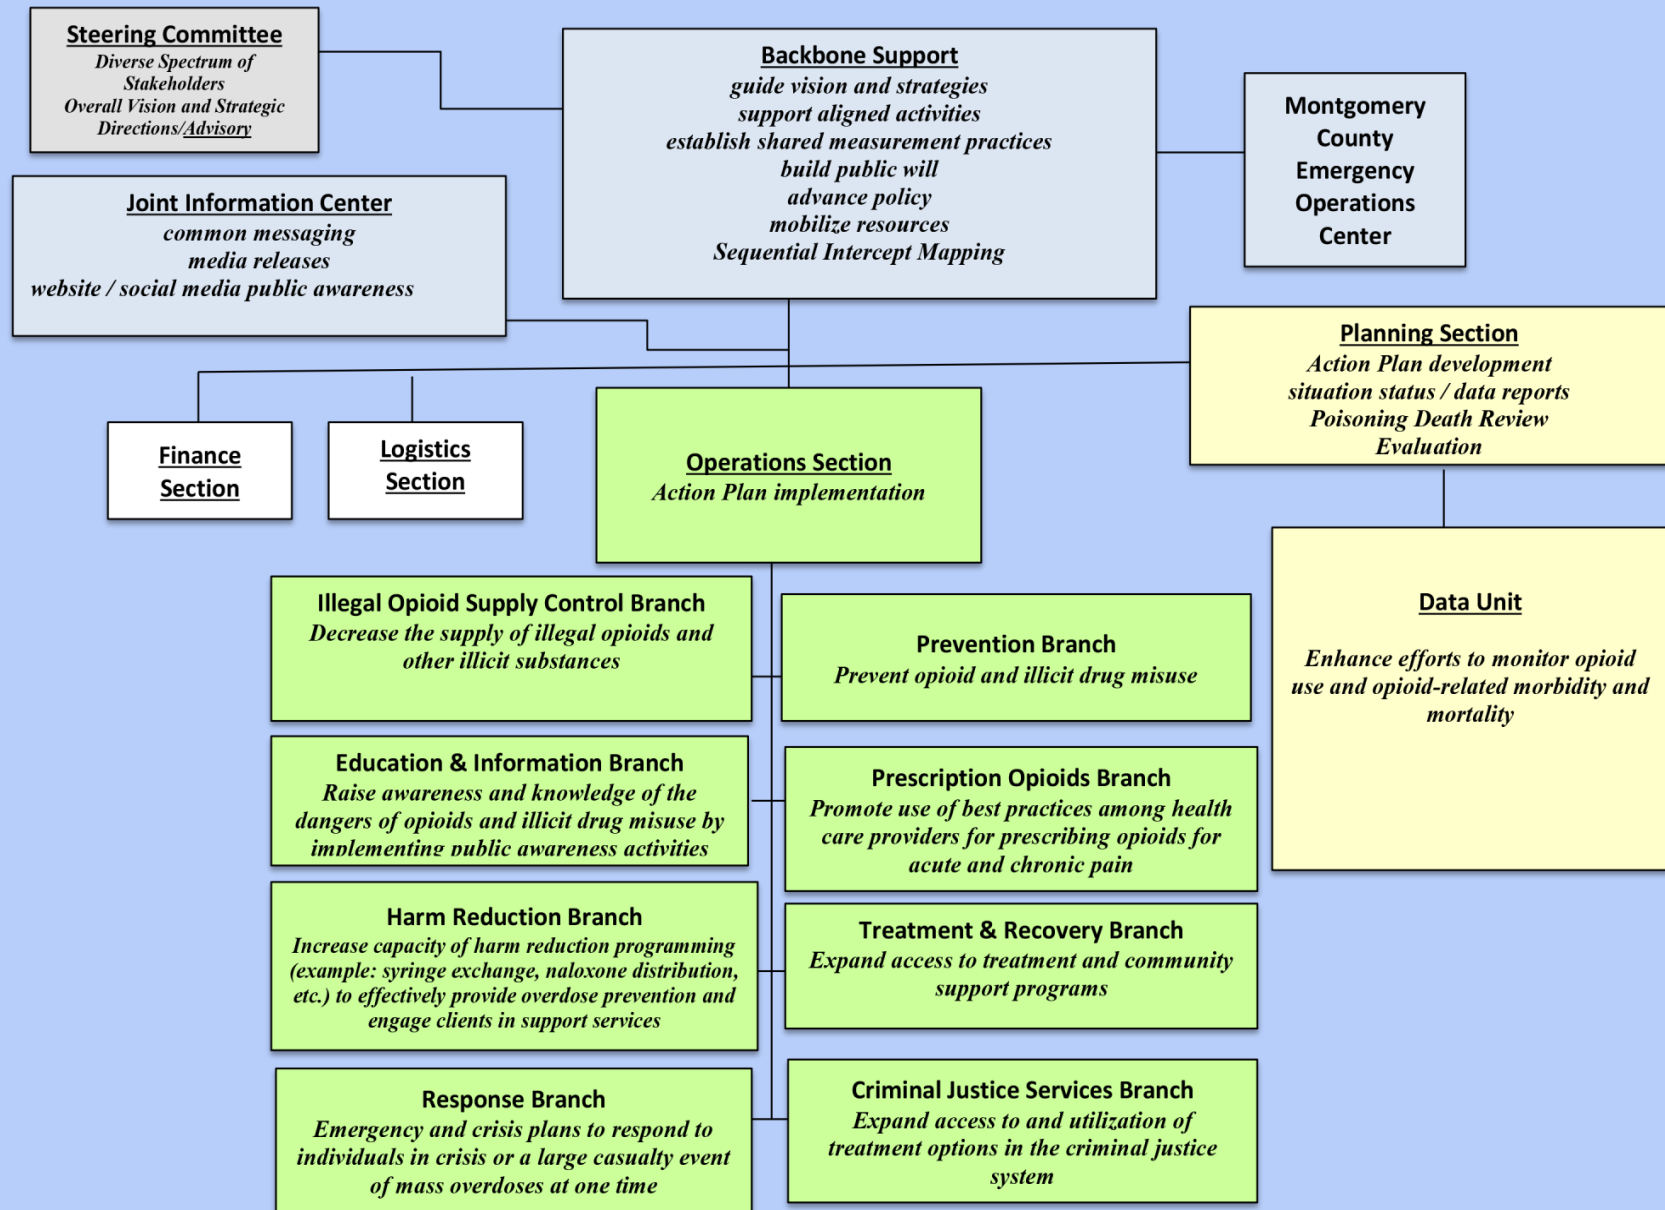 Steering Committee
Diverse Spectrum of
Stakeholders
Overall Vision and Strategic
Directions/Advisory
Backbone Support
guide vision and strategies
support aligned activities
establish shared measurement practices
build public will
advance policy
mobilize resources
Sequential Intercept Mapping
Montgomery
County
Emergency
Operations
Center
Joint Information Center
common messaging
media releases
website / social media public awareness
Planning Section
Action Plan development
situation status / data reports
Poisoning Death Review
Evaluation
Finance
Section
Logistics
Section
Operations Section
Action Plan implementation
Data Unit
Enhance efforts to monitor opioid
use and opioid-related morbidity and
mortality
Illegal Opioid Supply Control Branch
Decrease the supply of illegal opioids and
other illicit substances
Prevention Branch
Prevent opioid and illicit drug misuse
Education & Information Branch
Raise awareness and knowledge of the
dangers of opioids and illicit drug misuse by
implementing public awareness activities
Prescription Opioids Branch
Promote use of best practices among health
care providers for prescribing opioids for
acute and chronic pain
Harm Reduction Branch
Increase capacity of harm reduction programming
(example: syringe exchange, naloxone distribution,
etc.) to effectively provide overdose prevention and
engage clients in support services
Treatment & Recovery Branch
Expand access to treatment and community
support programs
Response Branch
Emergency and crisis plans to respond to
individuals in crisis or a large casualty event
of mass overdoses at one time
Criminal Justice Services Branch
Expand access to and utilization of
treatment options in the criminal justice
system